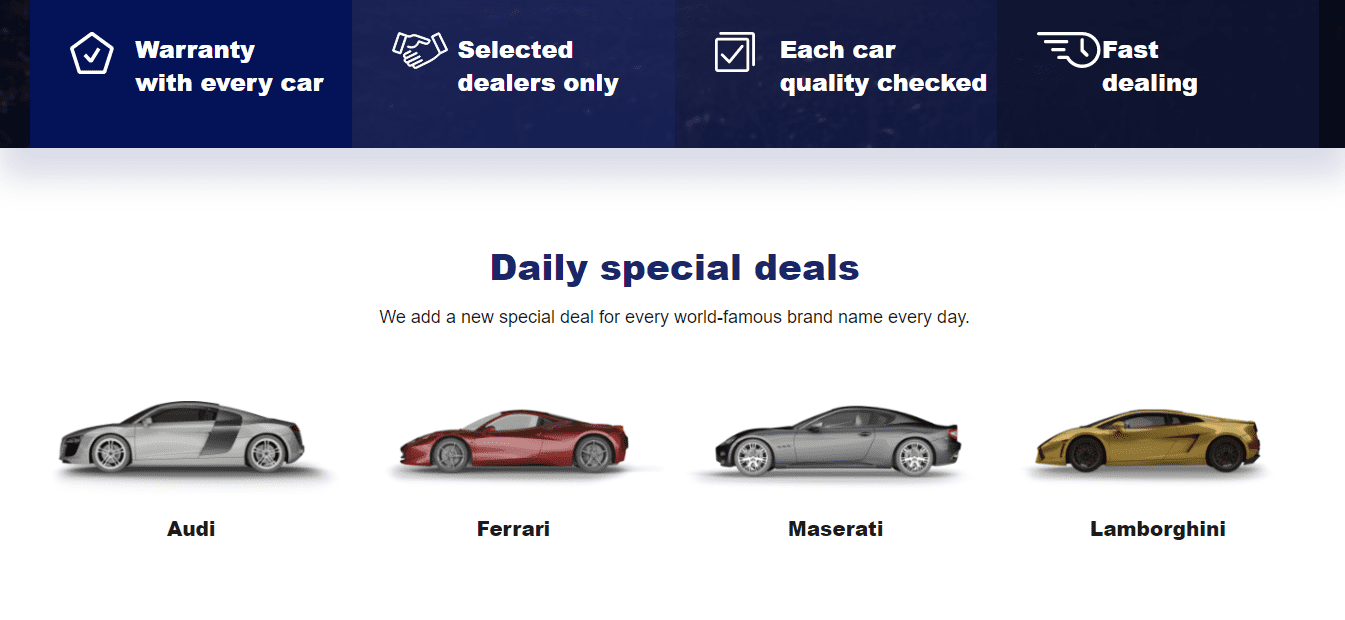 Warranty
with every car
Selected
dealers only
Each car
quality checked
Fast
dealing
Daily special deals
We add a new special deal for every world-famous brand name every day.
Audi
Ferrari
Maserati
Lamborghini